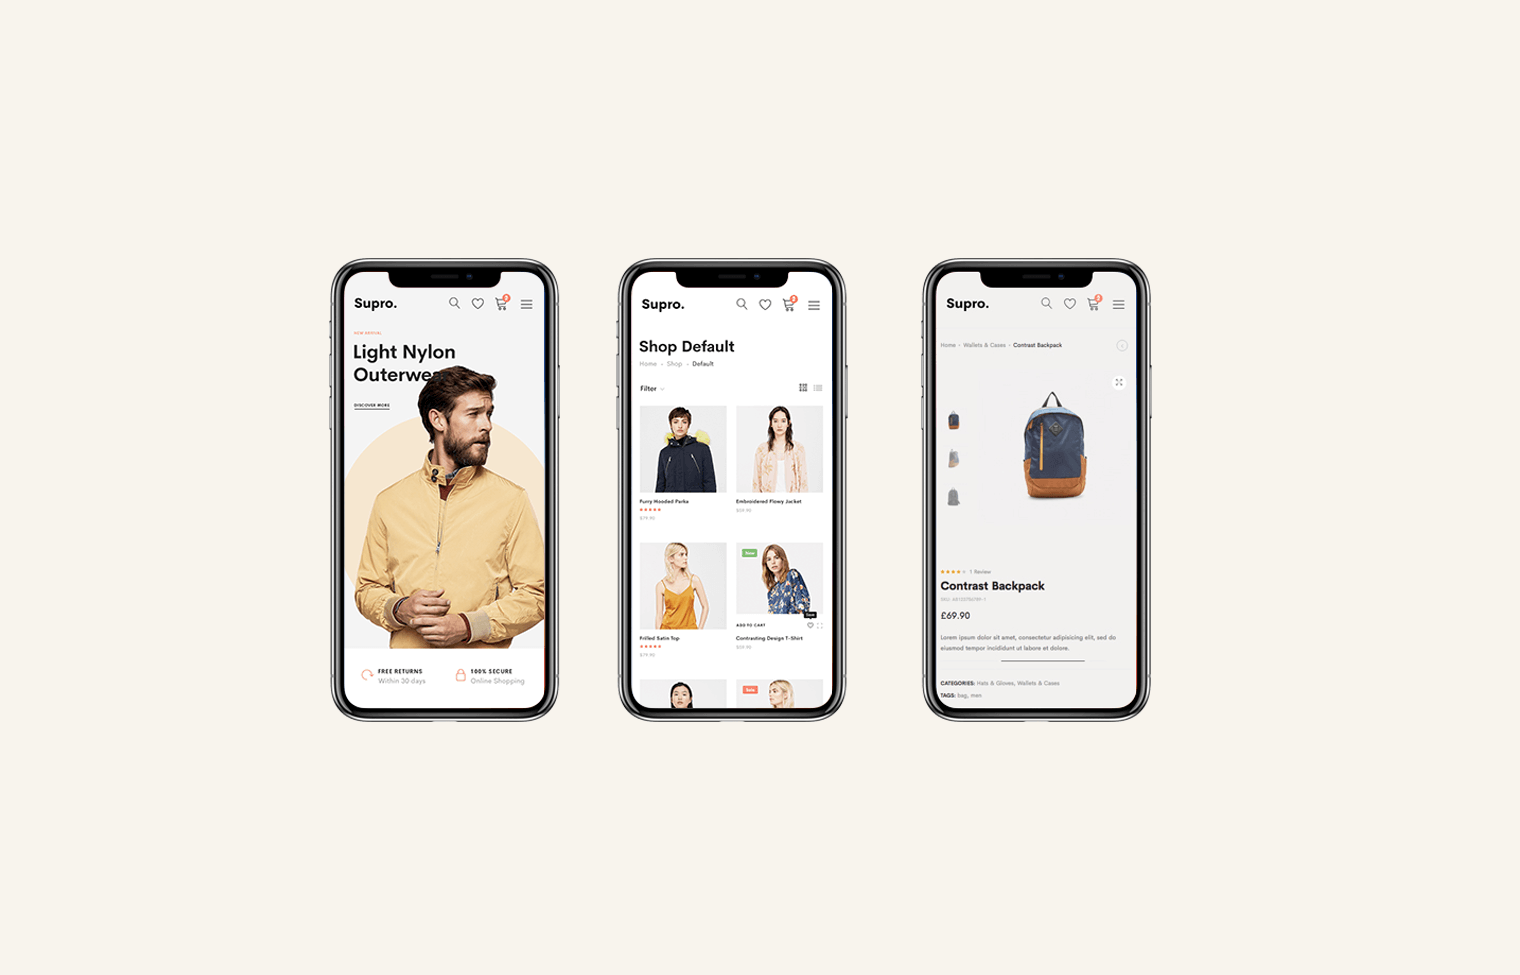 Supro.
0
NEW ARRIVAL
Light Nylon
Outerwea
DISCOVER MORE
FREE RETURNS
Within 30 days
100% SECURE
Online Shopping
Supro.
0
Shop Default
Home • Shop • Default
Filter
Furry Hooded Parka
$79.90
Embroidered Flowy Jacket
$59.90
New
ADD TO CART
Frilled Satin Top
$79.90
Contrasting Design T-Shirt
$59.90
Sale
Supro.
0
Home • Wallets & Cases • Contrast Backpack
1 Review
Contrast Backpack
£69.90
Lorem ipsum dolor sit amet, consectetur adipisicing elit, sed do
eiusmod tempor incididunt ut labore et dolore.
CATEGORIES: Hats & Gloves, Wallets & Cases
TAGS: bag, men